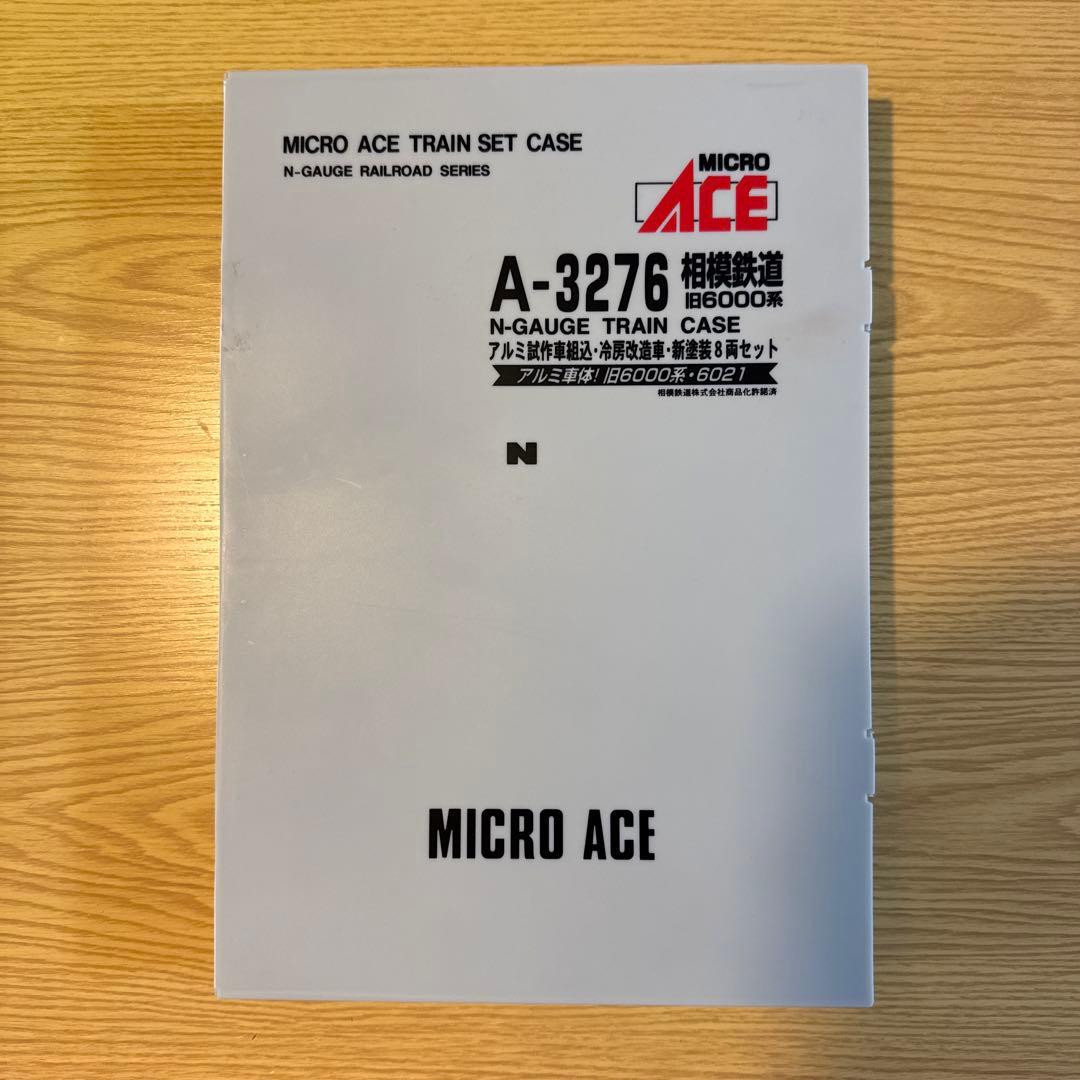 MICRO ACE TRAIN SET CASE
N-GAUGE RAILROAD SERIES
MICRO
ACE
A-3276 相模鉄道
旧6000系
N-GAUGE TRAIN CASE
アルミ試作車組込・冷房改造車・新塗装8両セット
アルミ車体!旧6000系・6021
相模鉄道株式会社商品化許諾済
N
MICRO ACE